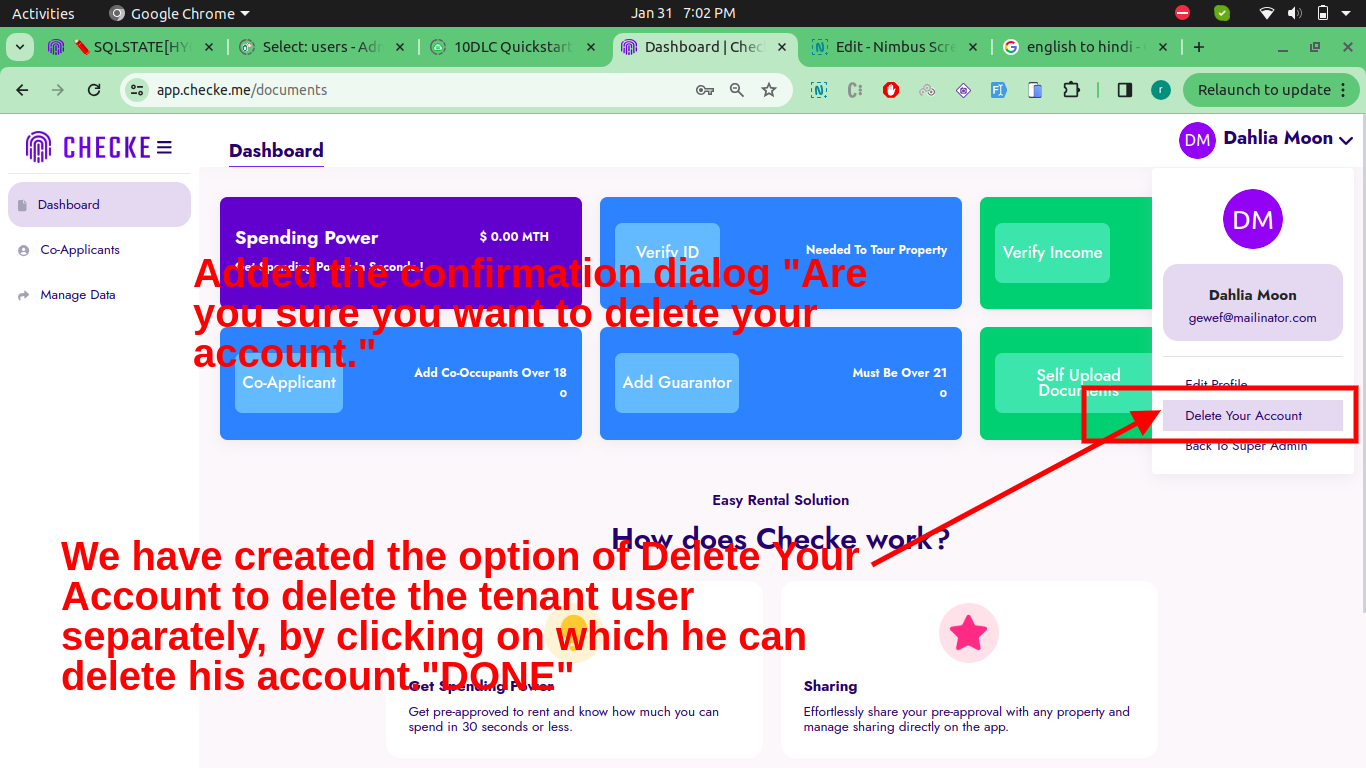 Activities
Google Chrome
Jan 31 7:02 PM
SQLSTATE[HY
Select: users - Ad
10DLC Quickstart
Dashboard | Chec
Edit - Nimbus Scre
english to hindi -
app.checke.me/documents
Relaunch to update
CHECKE
Dashboard
DM Dahlia Moon
Dashboard
Co-Applicants
Manage Data
Spending Power
$ 0.00 MTH
Get Spending Power In Seconds!
Verify ID
Needed To Tour Property
Verify Income
Co-Applicant
Add Co-Occupants Over 18
0
Add Guarantor
Must Be Over 21
0
Self Upload
Documents
DM
Dahlia Moon
gewef@mailinator.com
Edit Profile
Delete Your Account
Back To Super Admin
Added the confirmation dialog "Are
you sure you want to delete your
account."
Easy Rental Solution
How does Checke work?
We have created the option of Delete Your
Account to delete the tenant user
separately, by clicking on which he can
delete his account "DONE"
Get Spending Power
Get pre-approved to rent and know how much you can
spend in 30 seconds or less.
Sharing
Effortlessly share your pre-approval with any property and
manage sharing directly on the app.